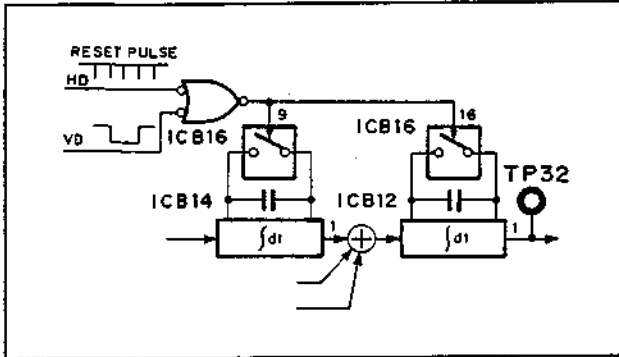 RESET PULSE
HD
VD
ICB16
9
ICB16
16
TP32
ICB14
ICB12
∫dt
1
+
∫dt
1